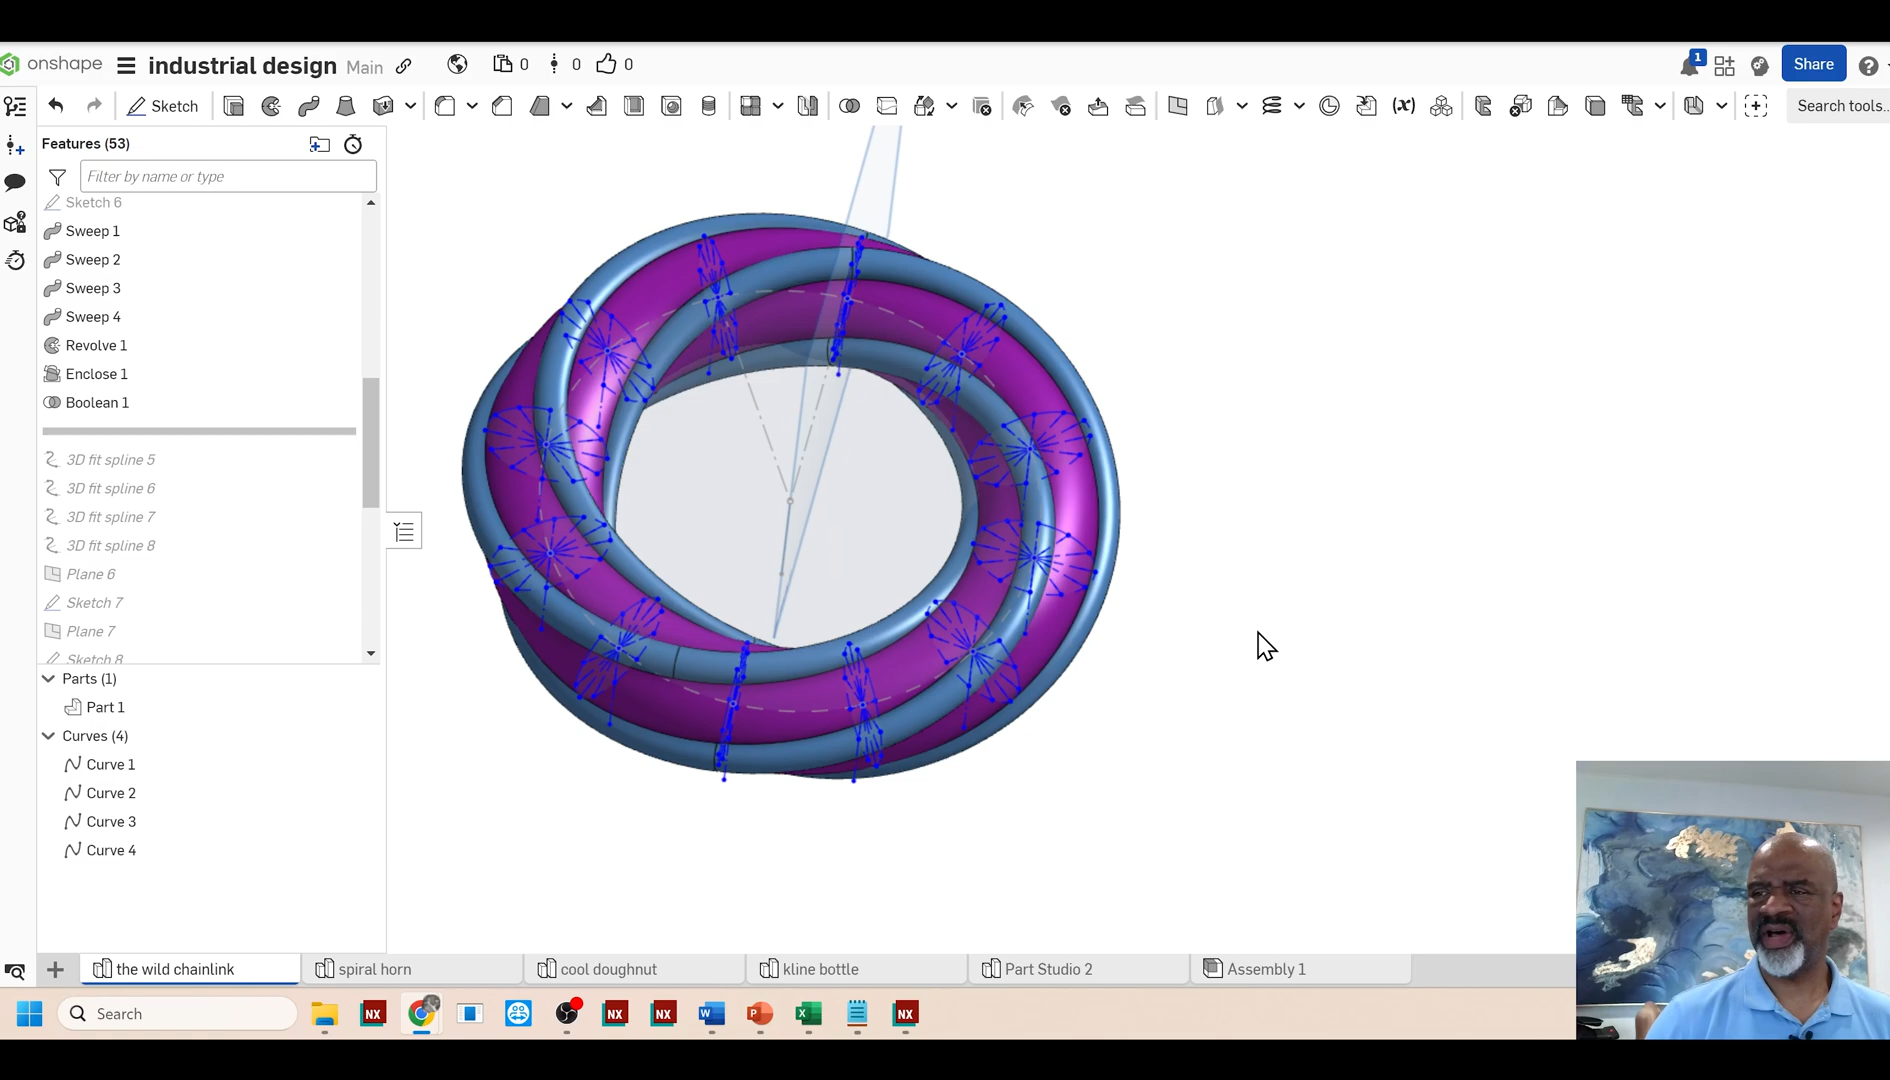 onshape industrial design Main 0 0 0 1 Share
Sketch (x) Search tools...
Features (53)
Filter by name or type
Sketch 6
Sweep 1
Sweep 2
Sweep 3
Sweep 4
Revolve 1
Enclose 1
Boolean 1
3D fit spline 5
3D fit spline 6
3D fit spline 7
3D fit spline 8
Plane 6
Sketch 7
Plane 7
Sketch 8
Parts (1)
Part 1
Curves (4)
Curve 1
Curve 2
Curve 3
Curve 4
the wild chainlink spiral horn cool doughnut kline bottle Part Studio 2 Assembly 1
Search NX NX NX W P X NX